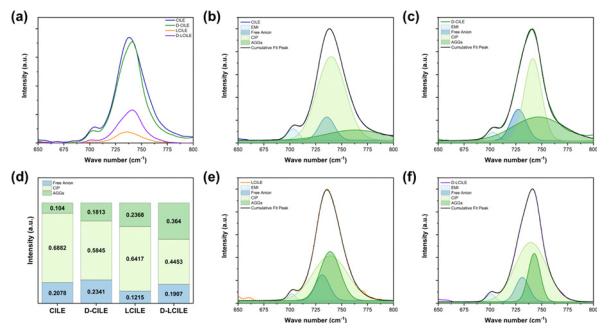 (a)
CILE
D-CILE
LCILE
D-LCILE
Intensity (a.u.)
650 675 700 725 750 775 800
Wave number (cm-1)
(b)
CILE
EMI
Free Anion
CIP
AGGs
Cumulative Fit Peak
Intensity (a.u.)
650 675 700 725 750 775 800
Wave number (cm-1)
(c)
D-CILE
EMI
Free Anion
CIP
AGGs
Cumulative Fit Peak
Intensity (a.u.)
650 675 700 725 750 775 800
Wave number (cm-1)
(d)
Free Anion
CIP
AGGs
Intensity (a.u.)
0.104 0.1813 0.2368 0.364
0.6882 0.5845 0.6417 0.4453
0.2078 0.2341 0.1215 0.1907
CILE D-CILE LCILE D-LCILE
(e)
LCILE
EMI
Free Anion
CIP
AGGs
Cumulative Fit Peak
Intensity (a.u.)
650 675 700 725 750 775 800
Wave number (cm-1)
(f)
D-LCILE
EMI
Free Anion
CIP
AGGs
Cumulative Fit Peak
Intensity (a.u.)
650 675 700 725 750 775 800
Wave number (cm-1)